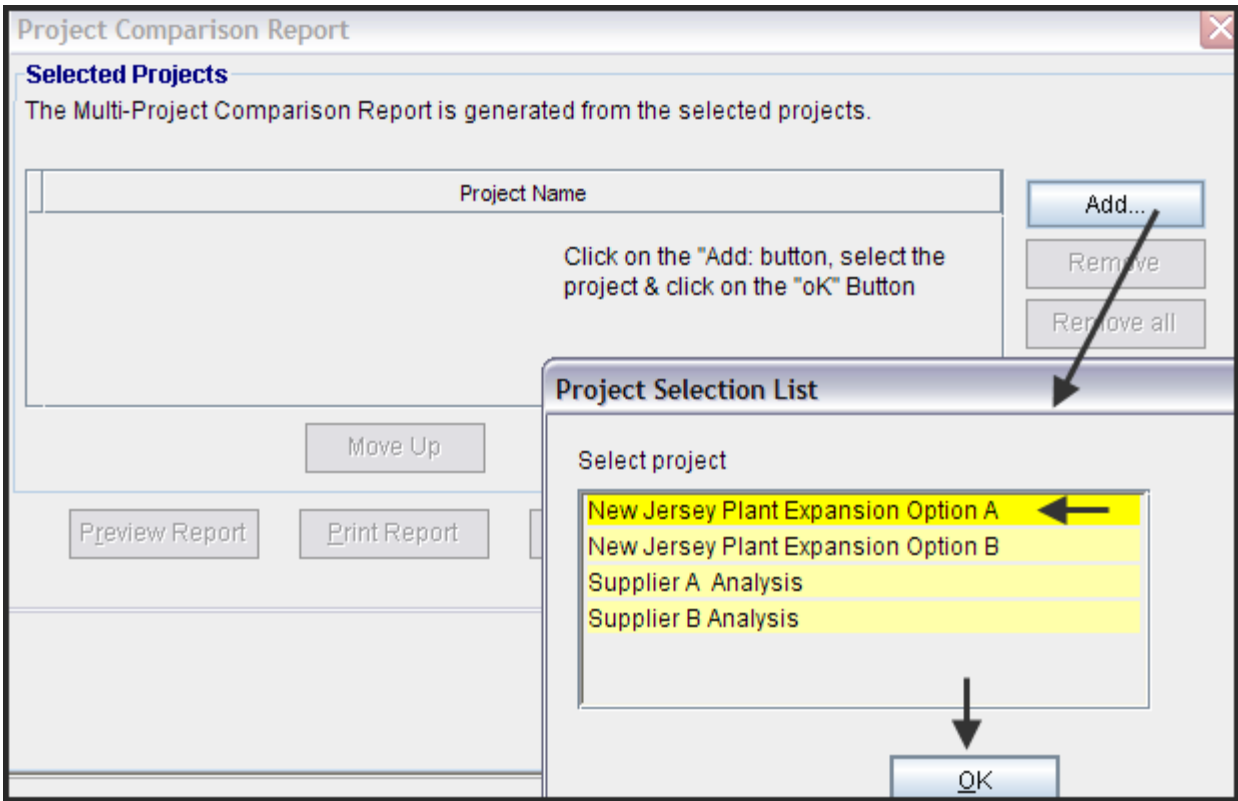 Project Comparison Report
Selected Projects
The Multi-Project Comparison Report is generated from the selected projects.
Project Name
Add...
Click on the "Add: button, select the
project & click on the "oK" Button
Remove
Remove all
Project Selection List
Move Up
Select project
New Jersey Plant Expansion Option A
New Jersey Plant Expansion Option B
Supplier A  Analysis
Supplier B Analysis
Preview Report
Print Report
OK